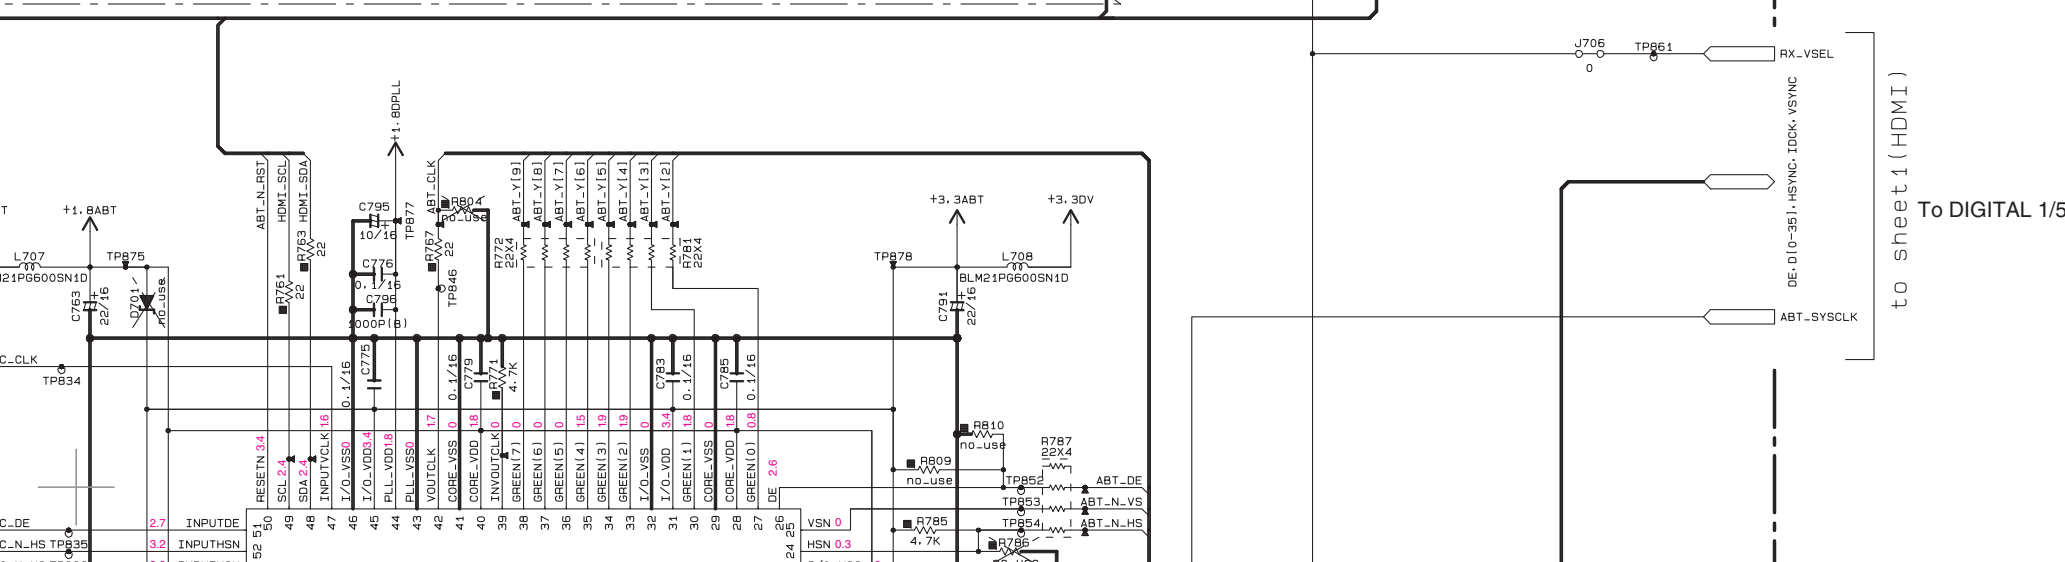 J706
0
TP861
RX_VSEL
DE, D[0-35], HSYNC, IDCK, VSYNC
to sheet1(HDMI)
To DIGITAL 1/5
ABT_SYSCLK
+1.8DPLL
ABT_N_RST
HDMI_SCL
HDMI_SDA
ABT_CLK
ABT_Y[9]
ABT_Y[8]
ABT_Y[7]
ABT_Y[6]
ABT_Y[5]
ABT_Y[4]
ABT_Y[3]
ABT_Y[2]
+1.8ABT
L707
TP875
C763
22/16
D701
no_use
R761
22
R763
22
C795
10/16
TP877
C776
0.1/16
C796
1000P(B)
R804
no_use
R767
22
TP846
R772
22X4
R781
22X4
+3.3ABT
+3.3DV
TP878
L708
BLM21PG600SN1D
C791
22/16
C_CLK
TP834
0.1/16
C775
0.1/16
C779
R771
4.7K
C783
0.1/16
C785
0.1/16
RESETN 3.4
SCL 2.4
SDA 2.4
INPUTVCLK 1.6
I/O_VSS 0
I/O_VDD 3.4
PLL_VDD 1.8
PLL_VSS 0
VOUTCLK 1.7
CORE_VSS 0
CORE_VDD 1.8
INVOUTCLK 0
GREEN(7) 0
GREEN(6) 0
GREEN(5) 0
GREEN(4) 1.5
GREEN(3) 1.9
GREEN(2) 1.9
I/O_VSS 0
I/O_VDD 3.4
GREEN(1) 1.8
CORE_VSS 0
CORE_VDD 1.8
GREEN(0) 0.8
DE 2.6
R810
no_use
R809
no_use
R787
22X4
TP852
ABT_DE
TP853
ABT_N_VS
TP854
ABT_N_HS
R785
4.7K
R786
C_DE
2.7
INPUTDE
C_N_HS TP835
3.2
INPUTHSN
51
52
50
49
48
47
46
45
44
43
42
41
40
39
38
37
36
35
34
33
32
31
30
29
28
27
26
25
24
VSN 0
HSN 0.3